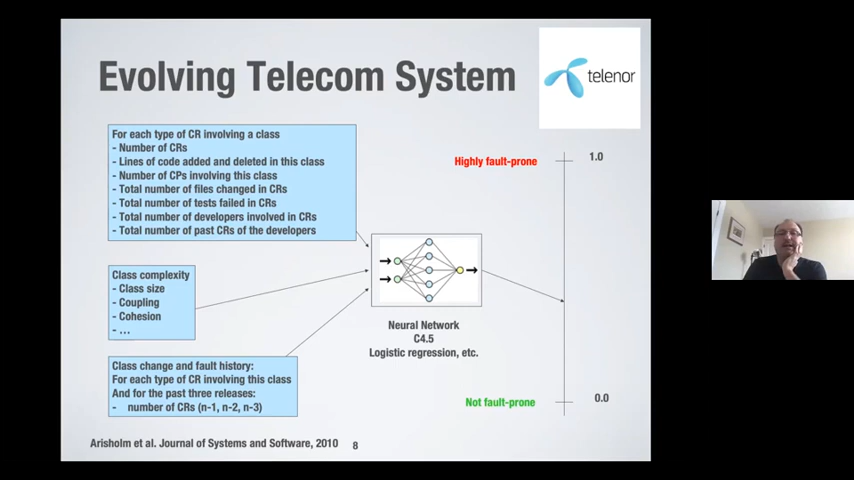 Evolving Telecom System
telenor
For each type of CR involving a class
- Number of CRs
- Lines of code added and deleted in this class
- Number of CPs involving this class
- Total number of files changed in CRs
- Total number of tests failed in CRs
- Total number of developers involved in CRs
- Total number of past CRs of the developers
Class complexity
- Class size
- Coupling
- Cohesion
- ...
Class change and fault history:
For each type of CR involving this class
And for the past three releases:
- number of CRs (n-1, n-2, n-3)
Neural Network
C4.5
Logistic regression, etc.
Highly fault-prone
1.0
Not fault-prone
0.0
Arisholm et al. Journal of Systems and Software, 2010
8